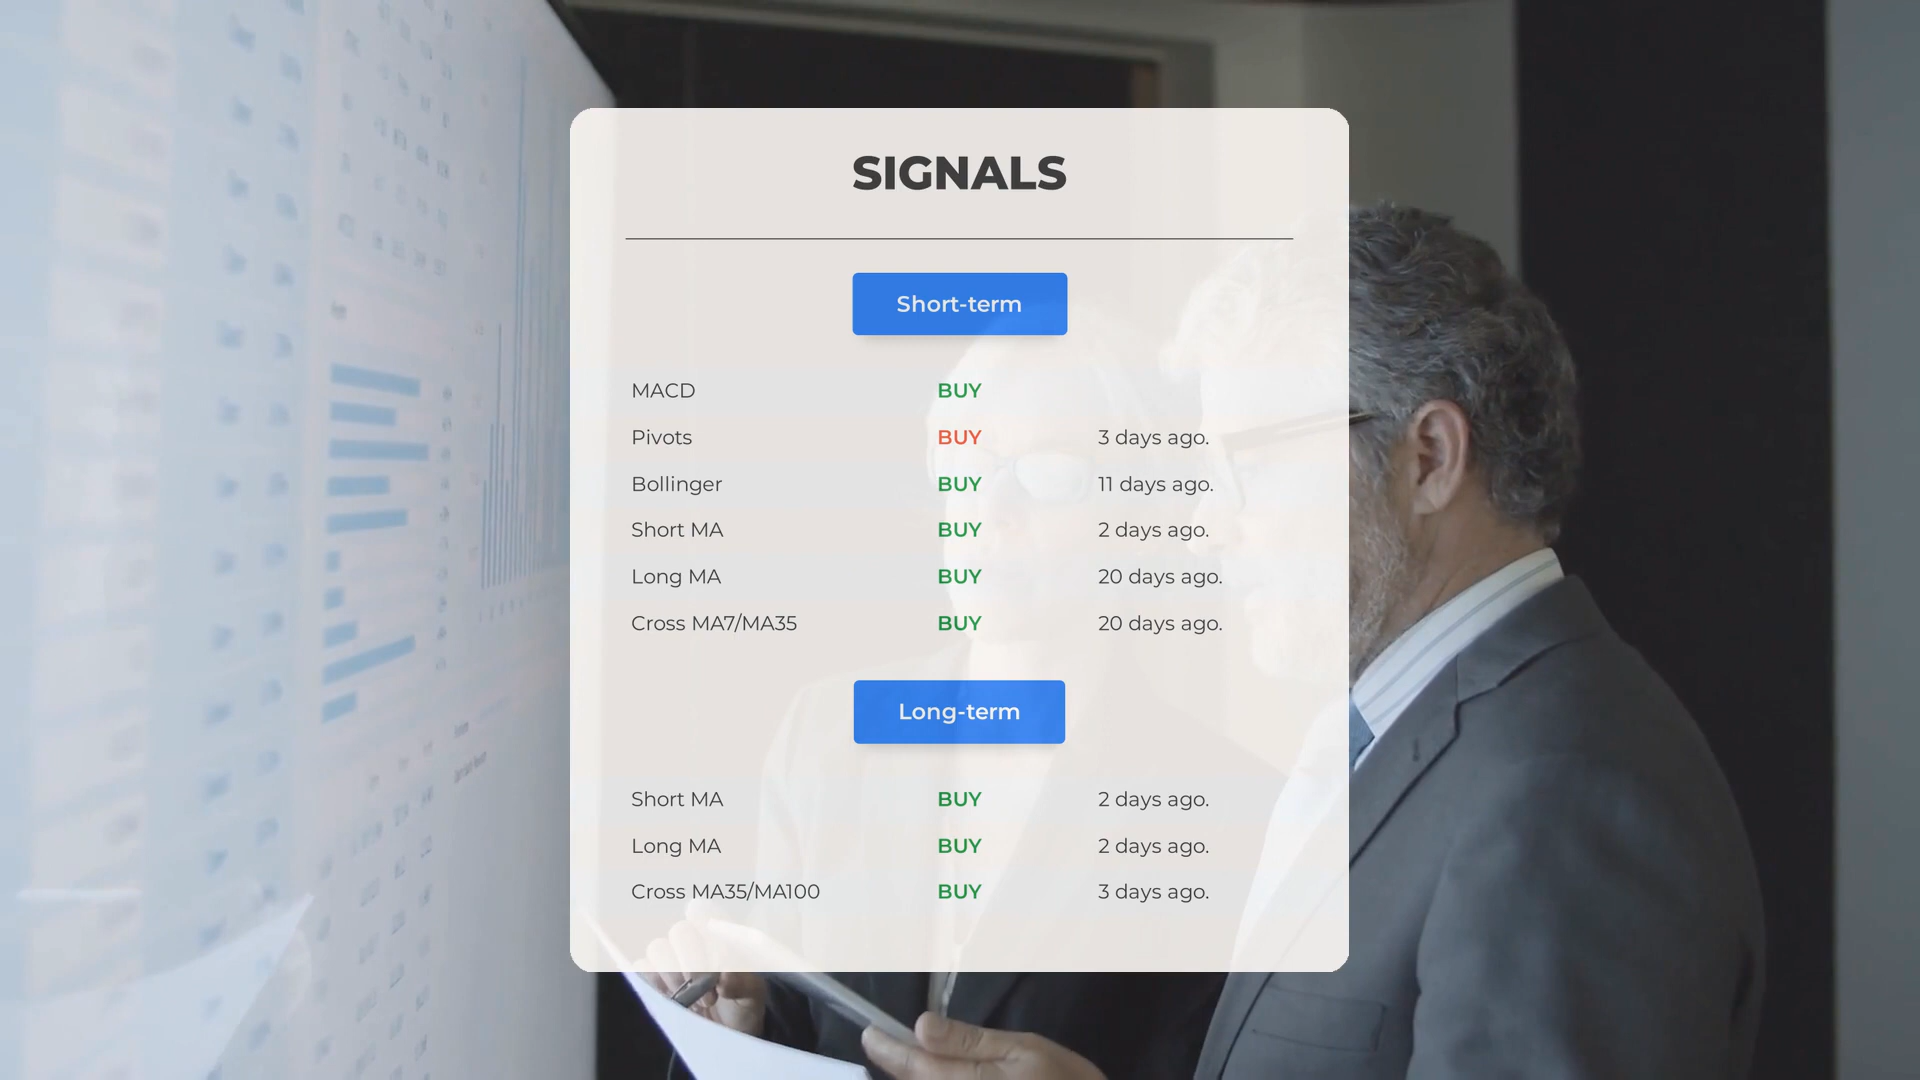 SIGNALS
Short-term
MACD BUY
Pivots BUY 3 days ago.
Bollinger BUY 11 days ago.
Short MA BUY 2 days ago.
Long MA BUY 20 days ago.
Cross MA7/MA35 BUY 20 days ago.
Long-term
Short MA BUY 2 days ago.
Long MA BUY 2 days ago.
Cross MA35/MA100 BUY 3 days ago.